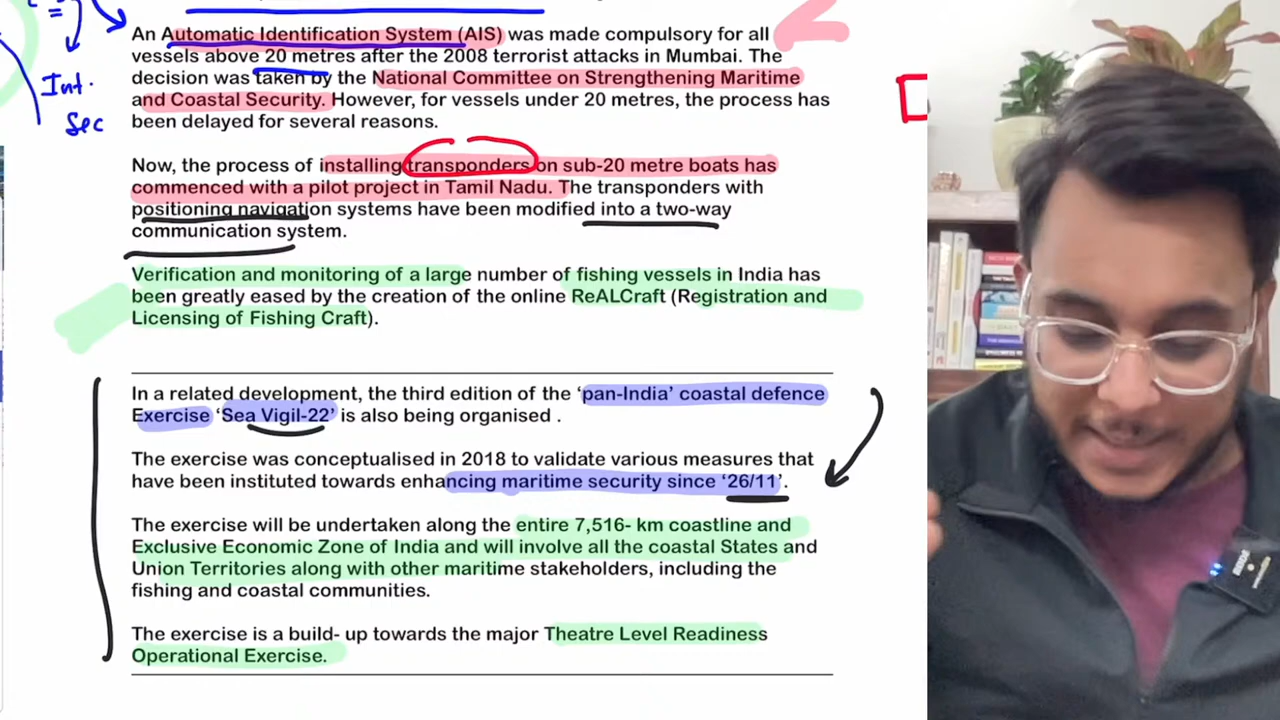 An Automatic Identification System (AIS) was made compulsory for all
vessels above 20 metres after the 2008 terrorist attacks in Mumbai. The
decision was taken by the National Committee on Strengthening Maritime
and Coastal Security. However, for vessels under 20 metres, the process has
been delayed for several reasons.
Int.
Sec
Now, the process of installing transponders on sub-20 metre boats has
commenced with a pilot project in Tamil Nadu. The transponders with
positioning navigation systems have been modified into a two-way
communication system.
Verification and monitoring of a large number of fishing vessels in India has
been greatly eased by the creation of the online ReALCraft (Registration and
Licensing of Fishing Craft).
In a related development, the third edition of the ‘pan-India’ coastal defence
Exercise ‘Sea Vigil-22’ is also being organised .
The exercise was conceptualised in 2018 to validate various measures that
have been instituted towards enhancing maritime security since ‘26/11’.
The exercise will be undertaken along the entire 7,516- km coastline and
Exclusive Economic Zone of India and will involve all the coastal States and
Union Territories along with other maritime stakeholders, including the
fishing and coastal communities.
The exercise is a build- up towards the major Theatre Level Readiness
Operational Exercise.